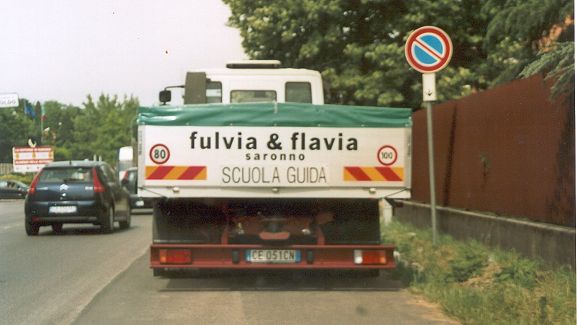 fulvia & flavia
saronno
80
100
SCUOLA GUIDA
CE 051CN